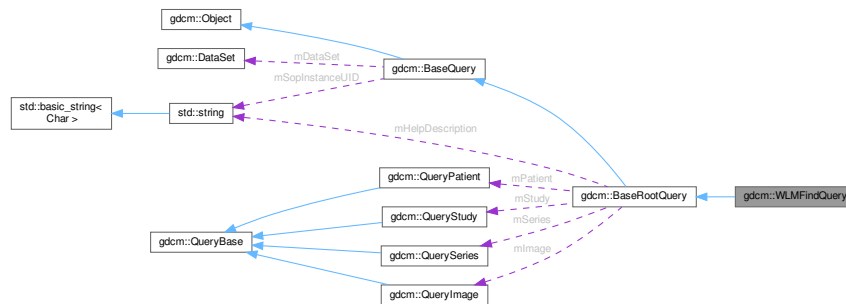 gdcm::Object
gdcm::DataSet
mDataSet
gdcm::BaseQuery
mSopInstanceUID
std::basic_string<
Char >
std::string
mHelpDescription
gdcm::QueryPatient
mPatient
gdcm::BaseRootQuery
gdcm::WLMFindQuery
mStudy
gdcm::QueryStudy
mSeries
gdcm::QueryBase
gdcm::QuerySeries
mImage
gdcm::QueryImage